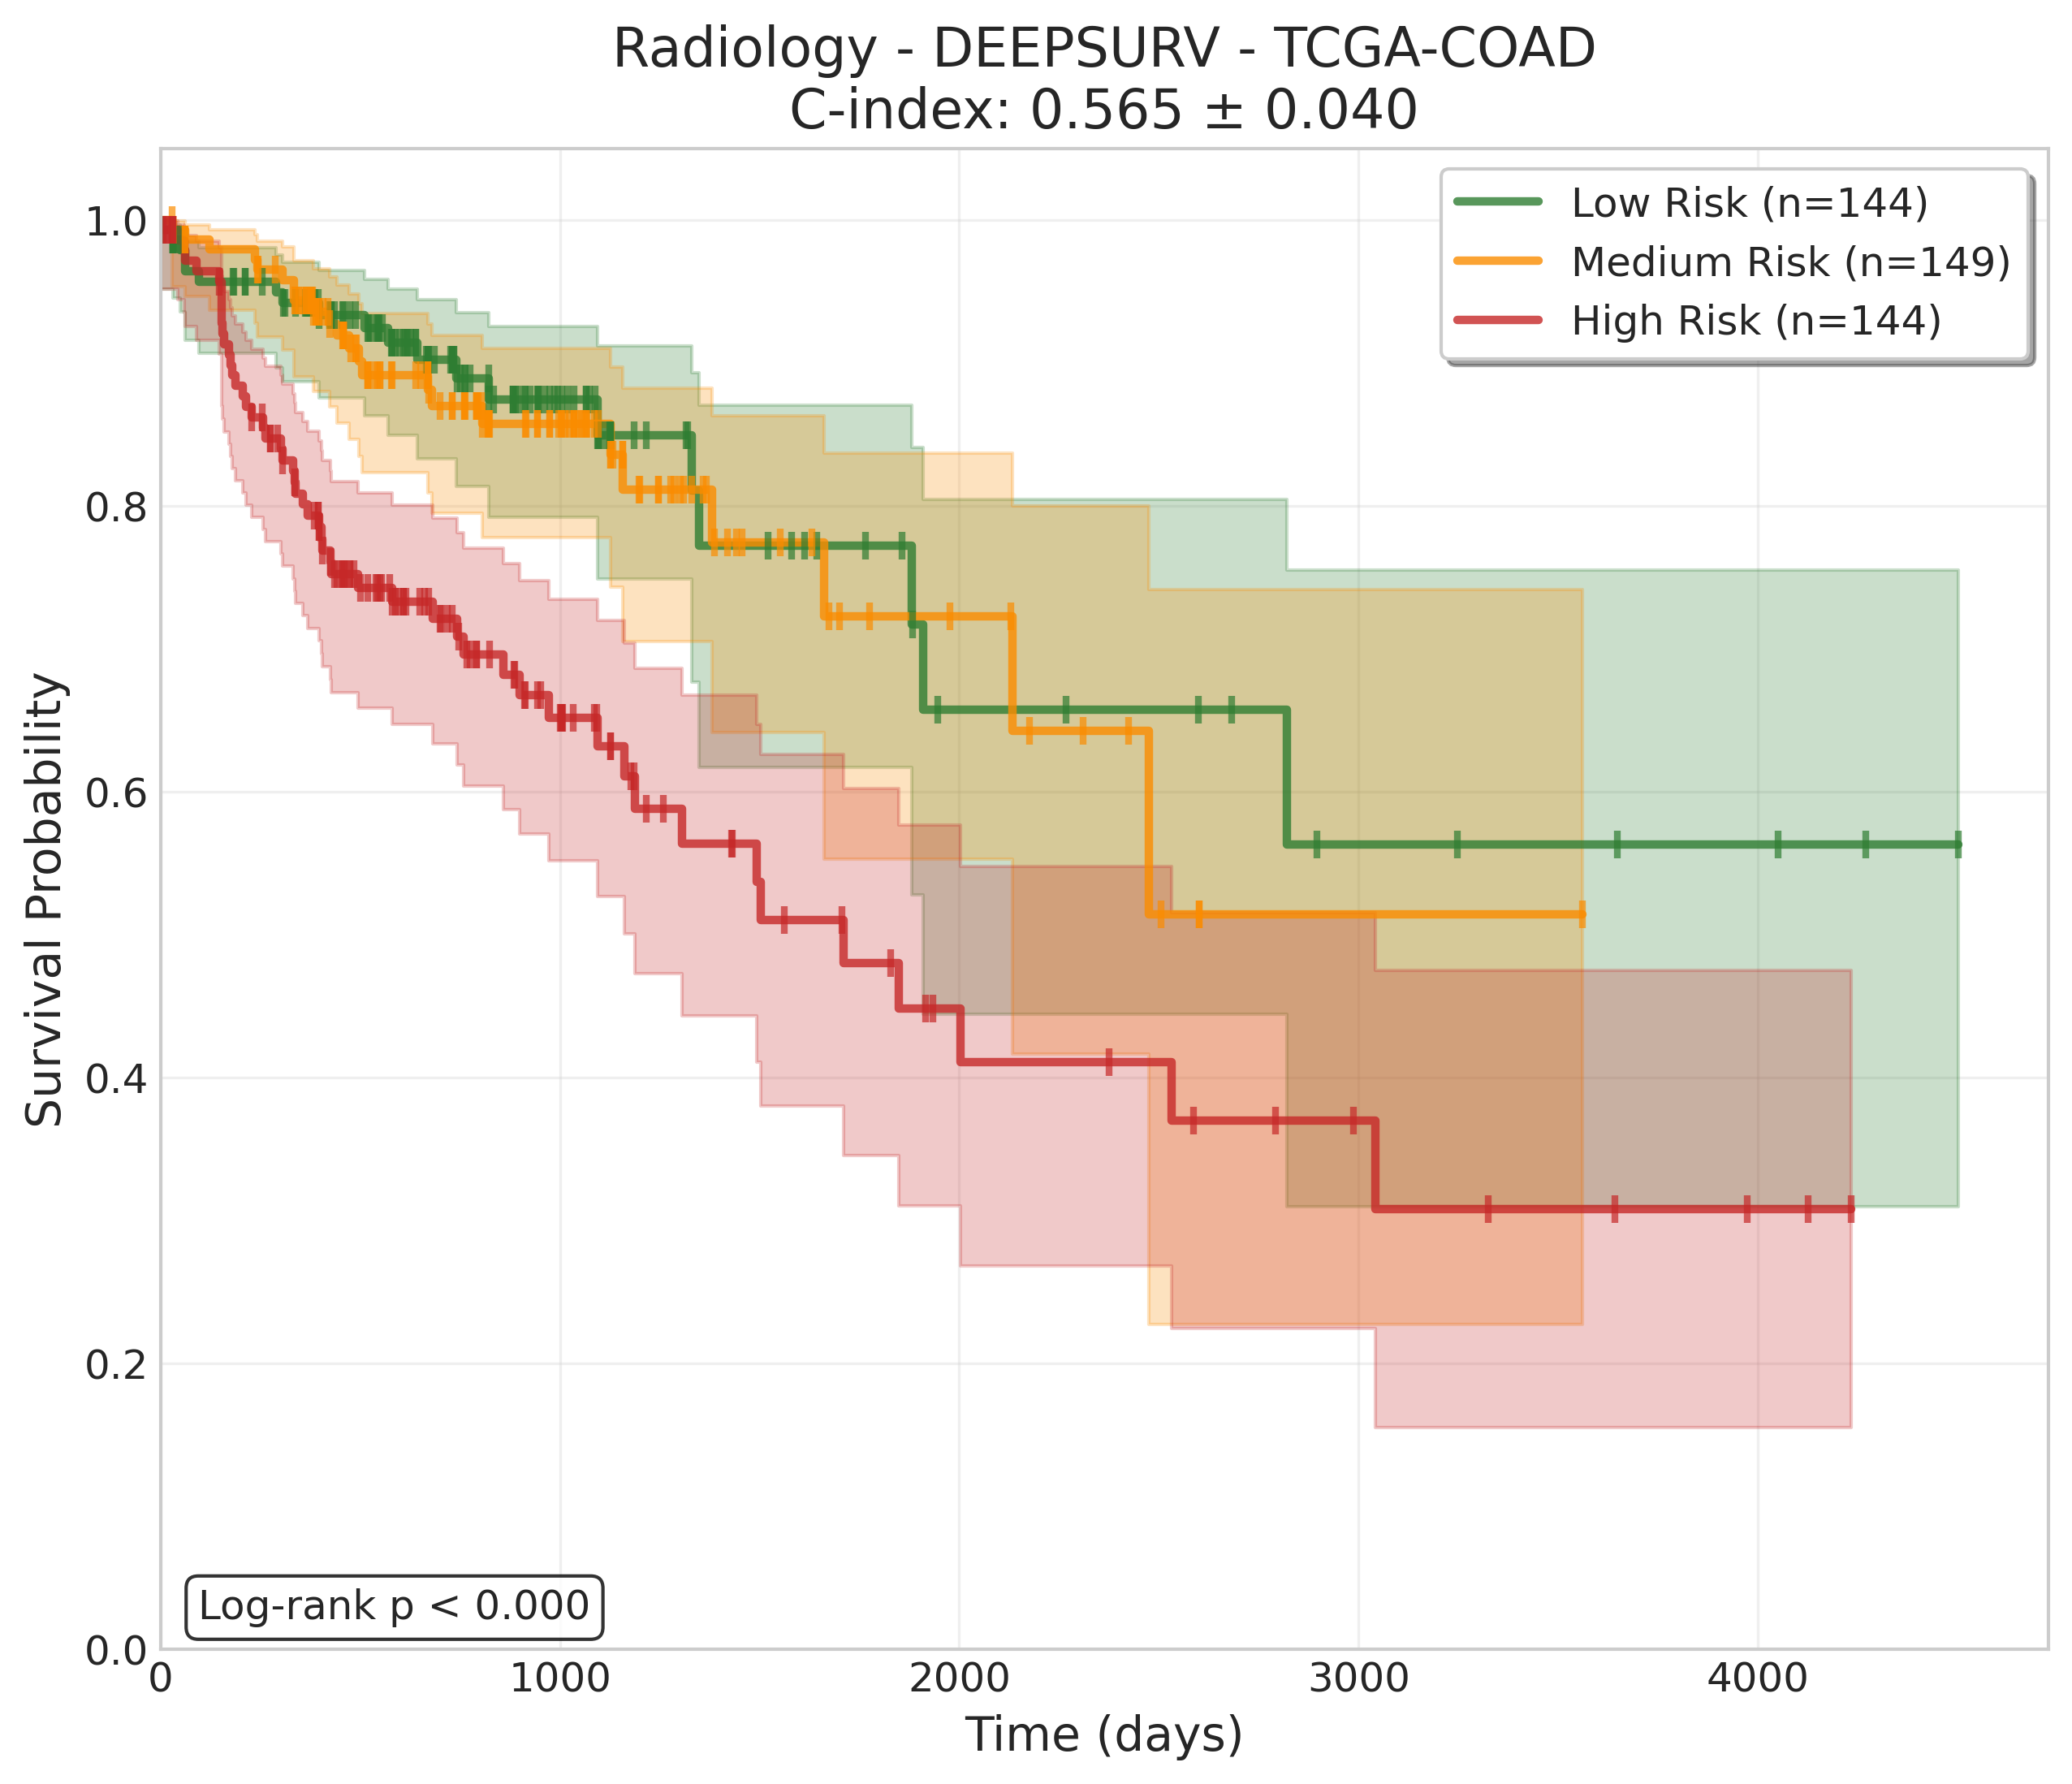 Radiology - DEEPSURV - TCGA-COAD
C-index: 0.565 ± 0.040
Low Risk (n=144)
Medium Risk (n=149)
High Risk (n=144)
Survival Probability
1.0
0.8
0.6
0.4
0.2
0.0
Log-rank p < 0.000
0
1000
2000
3000
4000
Time (days)